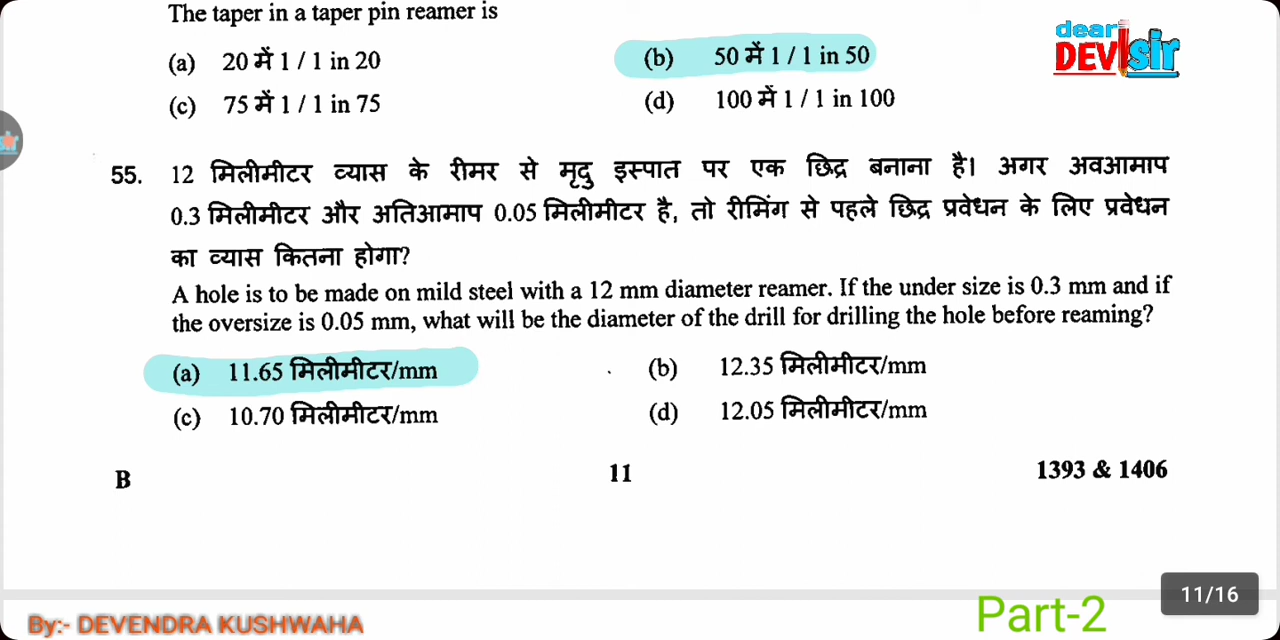 The taper in a taper pin reamer is
dear
DEV Sir
(a) 20 में 1 / 1 in 20
(b) 50 में 1 / 1 in 50
(c) 75 में 1 / 1 in 75
(d) 100 में 1 / 1 in 100
55. 12 मिलीमीटर व्यास के रीमर से मृदु इस्पात पर एक छिद्र बनाना है। अगर अवआमाप
0.3 मिलीमीटर और अतिआमाप 0.05 मिलीमीटर है, तो रीमिंग से पहले छिद्र प्रवेधन के लिए प्रवेधन
का व्यास कितना होगा?
A hole is to be made on mild steel with a 12 mm diameter reamer. If the under size is 0.3 mm and if
the oversize is 0.05 mm, what will be the diameter of the drill for drilling the hole before reaming?
(a) 11.65 मिलीमीटर/mm
(b) 12.35 मिलीमीटर/mm
(c) 10.70 मिलीमीटर/mm
(d) 12.05 मिलीमीटर/mm
B
11
1393 & 1406
11/16
By:- DEVENDRA KUSHWAHA
Part-2